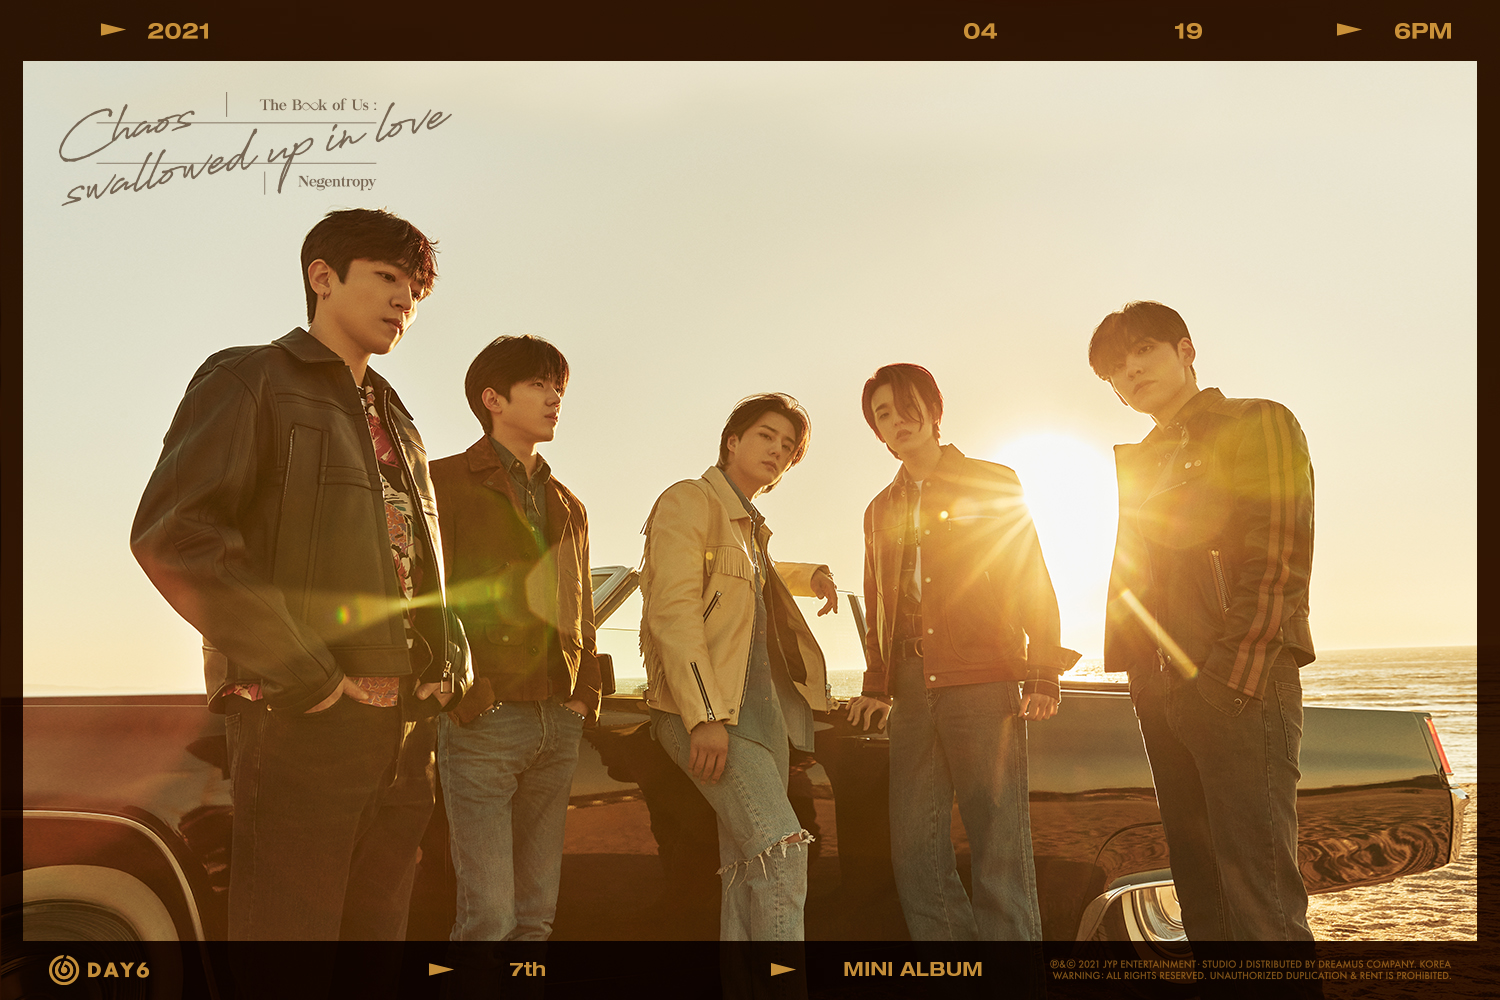 2021 04 19 6PM
The Book of Us :
Chaos
swallowed up in love
Negentropy
DAY6 7th MINI ALBUM
℗&© 2021 JYP ENTERTAINMENT· STUDIO J DISTRIBUTED BY DREAMUS COMPANY. KOREA
WARNING: ALL RIGHTS RESERVED. UNAUTHORIZED DUPLICATION & RENT IS PROHIBITED.